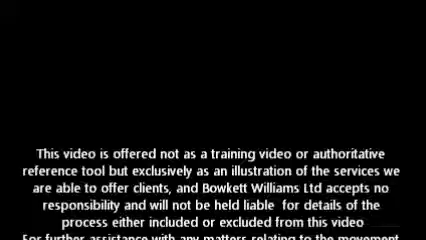 This video is offered not as a training video or authoritative
reference tool but exclusively as an illustration of the services we
are able to offer clients, and Bowkett Williams Ltd accepts no
responsibility and will not be held liable for details of the
process either included or excluded from this video
For further assistance with any matters relating to the movement